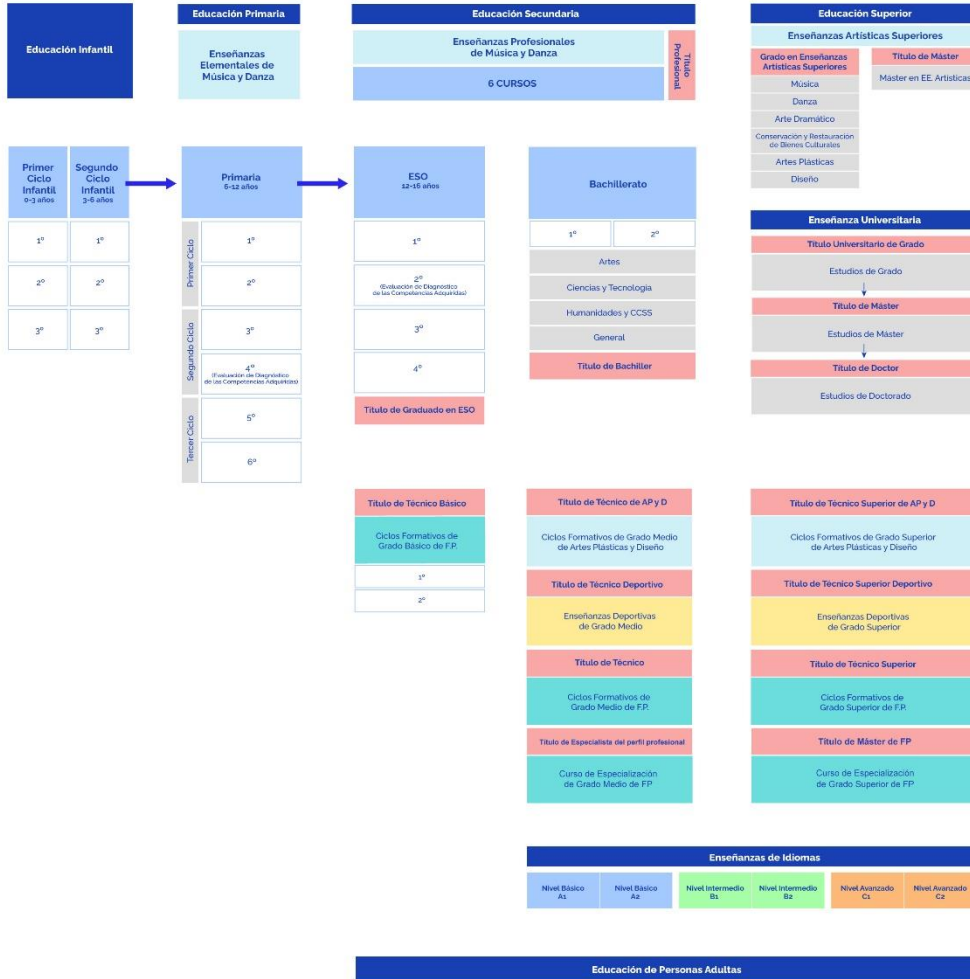 Educación Infantil
Primer
Ciclo
Infantil
0-3 años
Segundo
Ciclo
Infantil
3-6 años
1º
1º
2º
2º
3º
3º
Educación Primaria
Enseñanzas
Elementales de
Música y Danza
Primaria
6-12 años
Primer Ciclo
1º
2º
Segundo Ciclo
3º
4º
(Evaluación de Diagnóstico
de las Competencias Adquiridas)
Tercer Ciclo
5º
6º
Educación Secundaria
Enseñanzas Profesionales
de Música y Danza
6 CURSOS
Título
Profesional
ESO
12-16 años
1º
2º
(Evaluación de Diagnóstico
de las Competencias Adquiridas)
3º
4º
Título de Graduado en ESO
Bachillerato
1º
2º
Artes
Ciencias y Tecnología
Humanidades y CCSS
General
Título de Bachiller
Educación Superior
Enseñanzas Artísticas Superiores
Grado en Enseñanzas
Artísticas Superiores
Música
Danza
Arte Dramático
Conservación y Restauración
de Bienes Culturales
Artes Plásticas
Diseño
Título de Máster
Máster en EE. Artísticas
Enseñanza Universitaria
Título Universitario de Grado
Estudios de Grado
Título de Máster
Estudios de Máster
Título de Doctor
Estudios de Doctorado
Título de Técnico Básico
Ciclos Formativos de
Grado Básico de F.P.
1º
2º
Título de Técnico de AP y D
Ciclos Formativos de Grado Medio
de Artes Plásticas y Diseño
Título de Técnico Deportivo
Enseñanzas Deportivas
de Grado Medio
Título de Técnico
Ciclos Formativos de
Grado Medio de F.P.
Título de Especialista del perfil profesional
Curso de Especialización
de Grado Medio de FP
Título de Técnico Superior de AP y D
Ciclos Formativos de Grado Superior
de Artes Plásticas y Diseño
Título de Técnico Superior Deportivo
Enseñanzas Deportivas
de Grado Superior
Título de Técnico Superior
Ciclos Formativos de
Grado Superior de F.P.
Título de Máster de FP
Curso de Especialización
de Grado Superior de FP
Enseñanzas de Idiomas
Nivel Básico
A1
Nivel Básico
A2
Nivel Intermedio
B1
Nivel Intermedio
B2
Nivel Avanzado
C1
Nivel Avanzado
C2
Educación de Personas Adultas